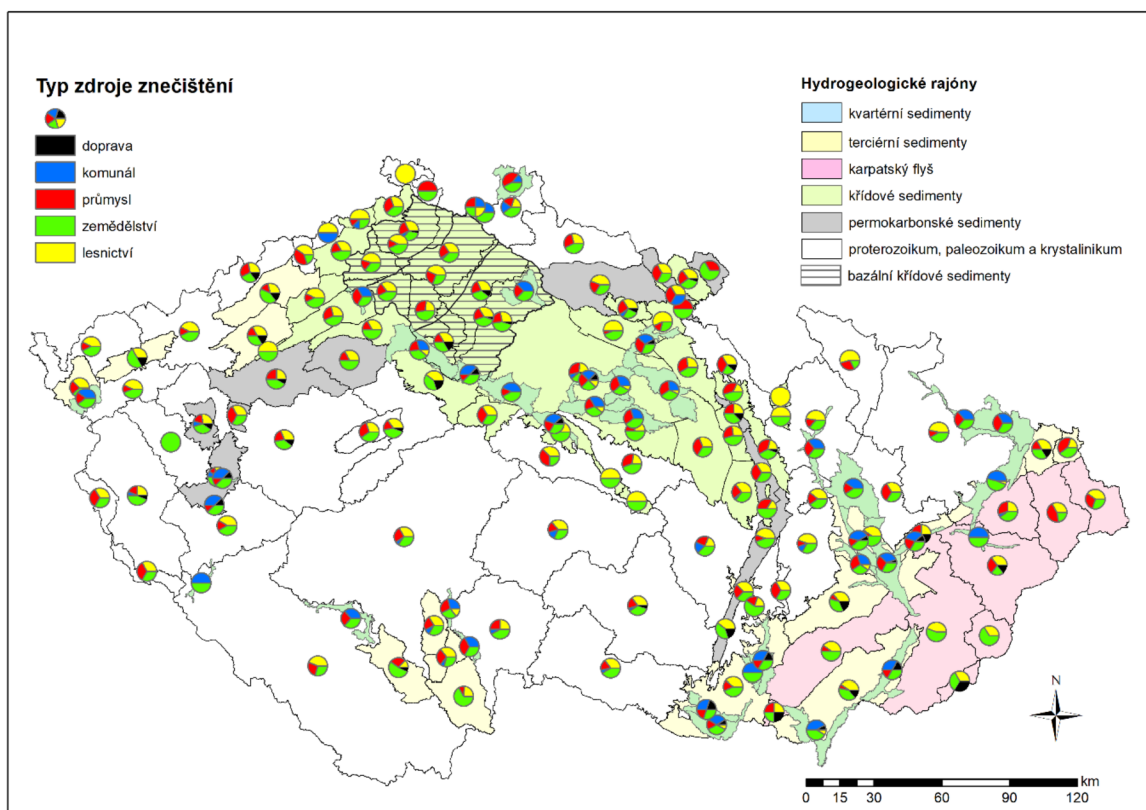 Typ zdroje znečištění
doprava
komunál
průmysl
zemědělství
lesnictví
Hydrogeologické rajóny
kvartérní sedimenty
terciérní sedimenty
karpatský flyš
křídové sedimenty
permokarbonské sedimenty
proterozoikum, paleozoikum a krystalinikum
bazální křídové sedimenty
N
km
0 15 30 60 90 120